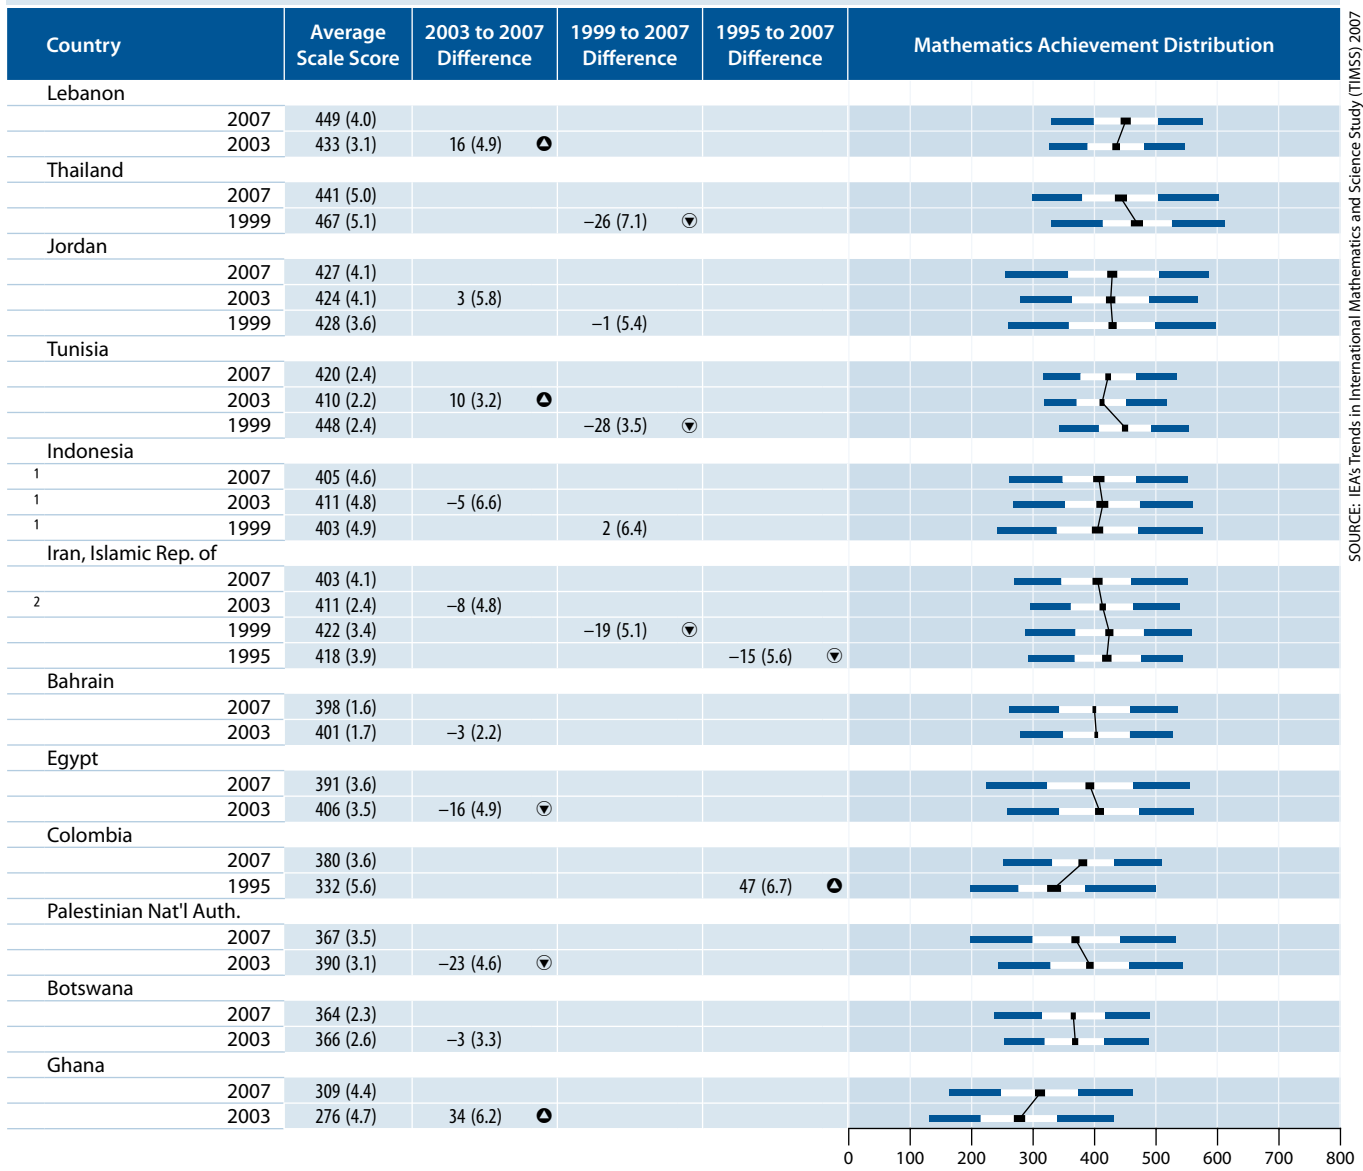 Country Average Scale Score 2003 to 2007 Difference 1999 to 2007 Difference 1995 to 2007 Difference Mathematics Achievement Distribution
Lebanon
2007 449 (4.0)
2003 433 (3.1) 16 (4.9)
Thailand
2007 441 (5.0)
1999 467 (5.1) –26 (7.1)
Jordan
2007 427 (4.1)
2003 424 (4.1) 3 (5.8)
1999 428 (3.6) –1 (5.4)
Tunisia
2007 420 (2.4)
2003 410 (2.2) 10 (3.2)
1999 448 (2.4) –28 (3.5)
Indonesia
1 2007 405 (4.6)
1 2003 411 (4.8) –5 (6.6)
1 1999 403 (4.9) 2 (6.4)
Iran, Islamic Rep. of
2007 403 (4.1)
2 2003 411 (2.4) –8 (4.8)
1999 422 (3.4) –19 (5.1)
1995 418 (3.9) –15 (5.6)
Bahrain
2007 398 (1.6)
2003 401 (1.7) –3 (2.2)
Egypt
2007 391 (3.6)
2003 406 (3.5) –16 (4.9)
Colombia
2007 380 (3.6)
1995 332 (5.6) 47 (6.7)
Palestinian Nat'l Auth.
2007 367 (3.5)
2003 390 (3.1) –23 (4.6)
Botswana
2007 364 (2.3)
2003 366 (2.6) –3 (3.3)
Ghana
2007 309 (4.4)
2003 276 (4.7) 34 (6.2)
0 100 200 300 400 500 600 700 800
SOURCE: IEA's Trends in International Mathematics and Science Study (TIMSS) 2007